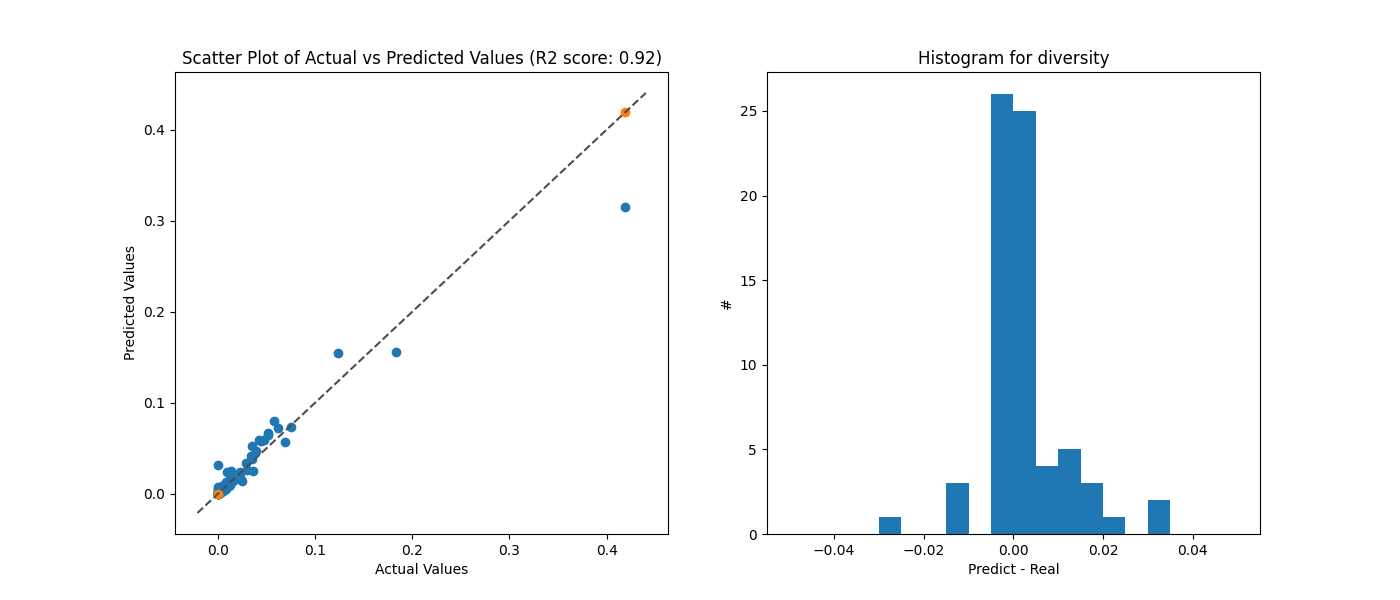 Scatter Plot of Actual vs Predicted Values (R2 score: 0.92)
0.4
0.3
0.2
0.1
0.0
Predicted Values
0.0 0.1 0.2 0.3 0.4
Actual Values
Histogram for diversity
25
20
15
10
5
0
#
−0.04 −0.02 0.00 0.02 0.04
Predict - Real